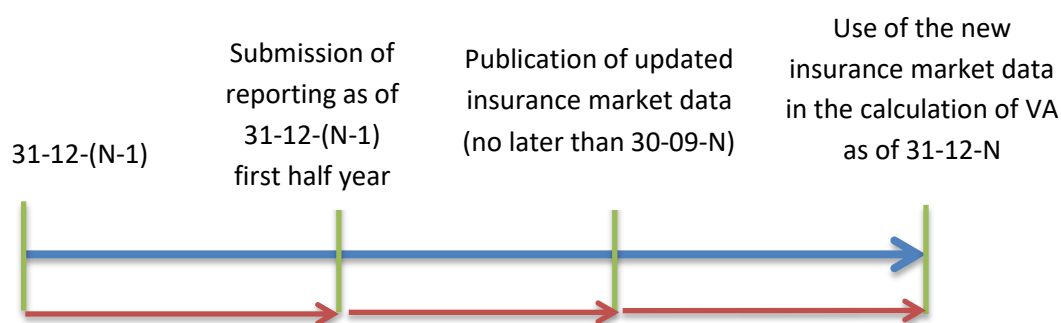 31-12-(N-1)
Submission of
reporting as of
31-12-(N-1)
first half year
Publication of updated
insurance market data
(no later than 30-09-N)
Use of the new
insurance market data
in the calculation of VA
as of 31-12-N